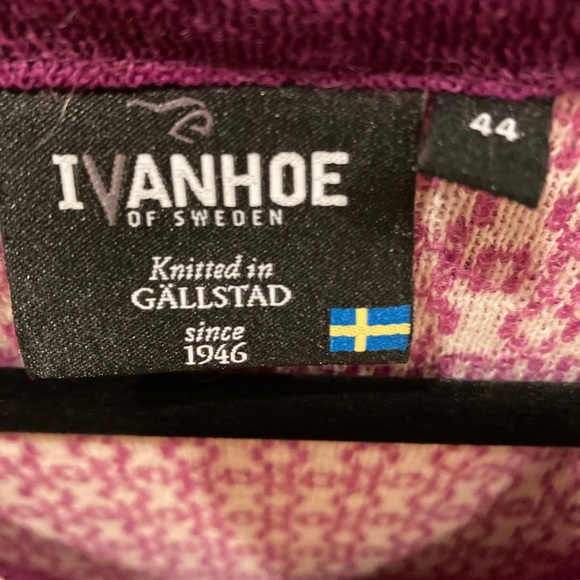 IVANHOE
OF SWEDEN
Knitted in
GÄLLSTAD
since
1946
44